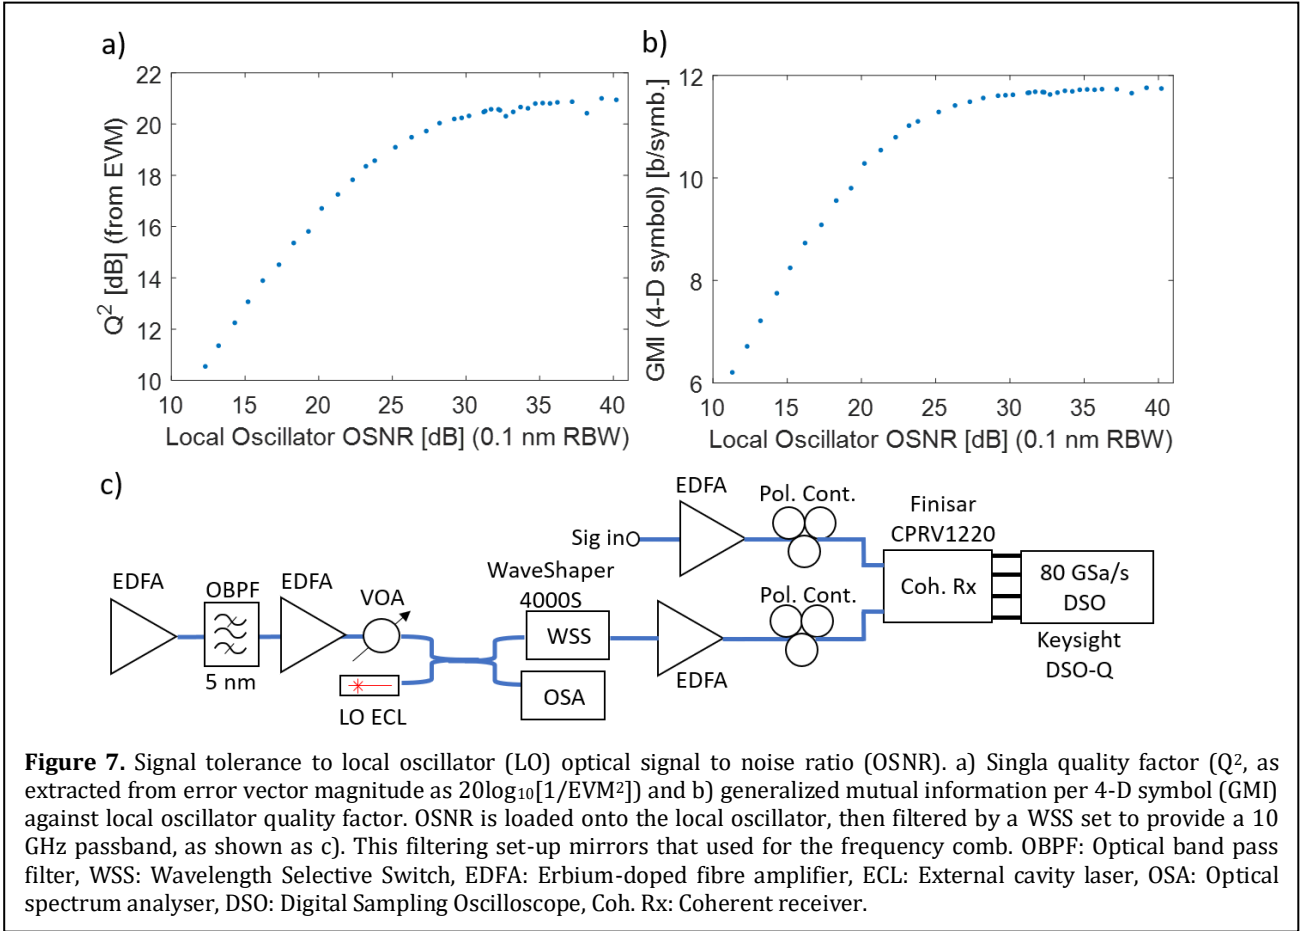 a)
22
20
18
16
14
12
10
Q² [dB] (from EVM)
10 20 30 40
Local Oscillator OSNR [dB] (0.1 nm RBW)
b)
12
10
8
6
GMI (4-D symbol) [b/symb.]
10 15 20 25 30 35 40
Local Oscillator OSNR [dB] (0.1 nm RBW)
c)
EDFA
OBPF
5 nm
EDFA
VOA
LO ECL
WaveShaper
4000S
WSS
OSA
EDFA
Pol. Cont.
Sig in
EDFA
Pol. Cont.
Finisar
CPRV1220
Coh. Rx
80 GSa/s
DSO
Keysight
DSO-Q
Figure 7. Signal tolerance to local oscillator (LO) optical signal to noise ratio (OSNR). a) Singla quality factor (Q², as
extracted from error vector magnitude as 20log₁₀[1/EVM²]) and b) generalized mutual information per 4-D symbol (GMI)
against local oscillator quality factor. OSNR is loaded onto the local oscillator, then filtered by a WSS set to provide a 10
GHz passband, as shown as c). This filtering set-up mirrors that used for the frequency comb. OBPF: Optical band pass
filter, WSS: Wavelength Selective Switch, EDFA: Erbium-doped fibre amplifier, ECL: External cavity laser, OSA: Optical
spectrum analyser, DSO: Digital Sampling Oscilloscope, Coh. Rx: Coherent receiver.